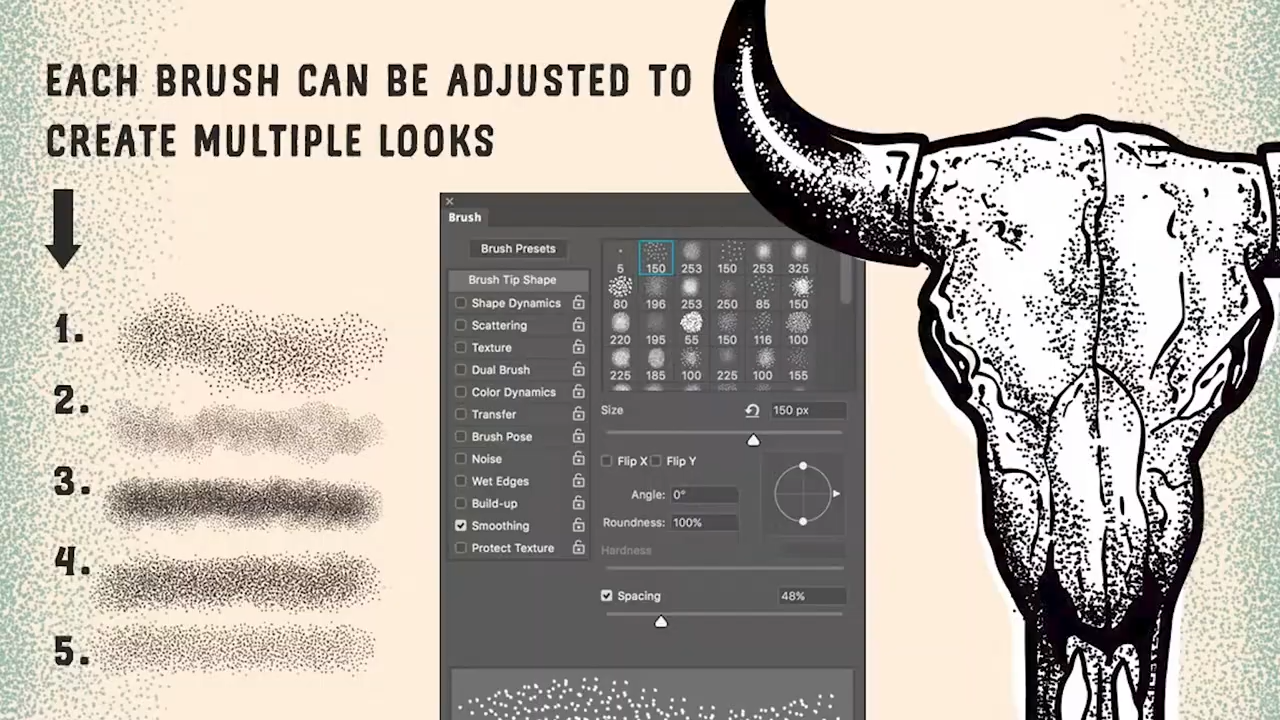 EACH BRUSH CAN BE ADJUSTED TO
CREATE MULTIPLE LOOKS
1.
2.
3.
4.
5.
Brush
Brush Presets
Brush Tip Shape
Shape Dynamics
Scattering
Texture
Dual Brush
Color Dynamics
Transfer
Brush Pose
Noise
Wet Edges
Build-up
Smoothing
Protect Texture
5 150 253 150 253 325
80 196 253 250 85 150
220 195 55 150 116 100
225 185 100 225 100 155
Size 150 px
Flip X Flip Y
Angle: 0°
Roundness: 100%
Hardness
Spacing 48%